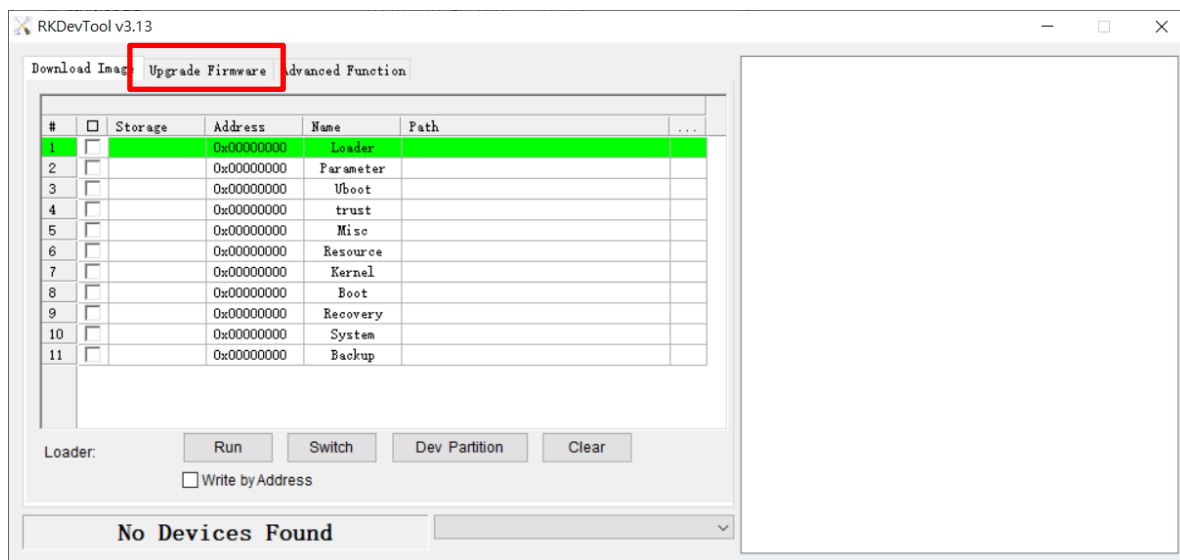 RKDevTool v3.13
Download Image Upgrade Firmware Advanced Function
# Storage Address Name Path ...
1 0x00000000 Loader
2 0x00000000 Parameter
3 0x00000000 Uboot
4 0x00000000 trust
5 0x00000000 Misc
6 0x00000000 Resource
7 0x00000000 Kernel
8 0x00000000 Boot
9 0x00000000 Recovery
10 0x00000000 System
11 0x00000000 Backup
Loader: Run Switch Dev Partition Clear
Write by Address
No Devices Found